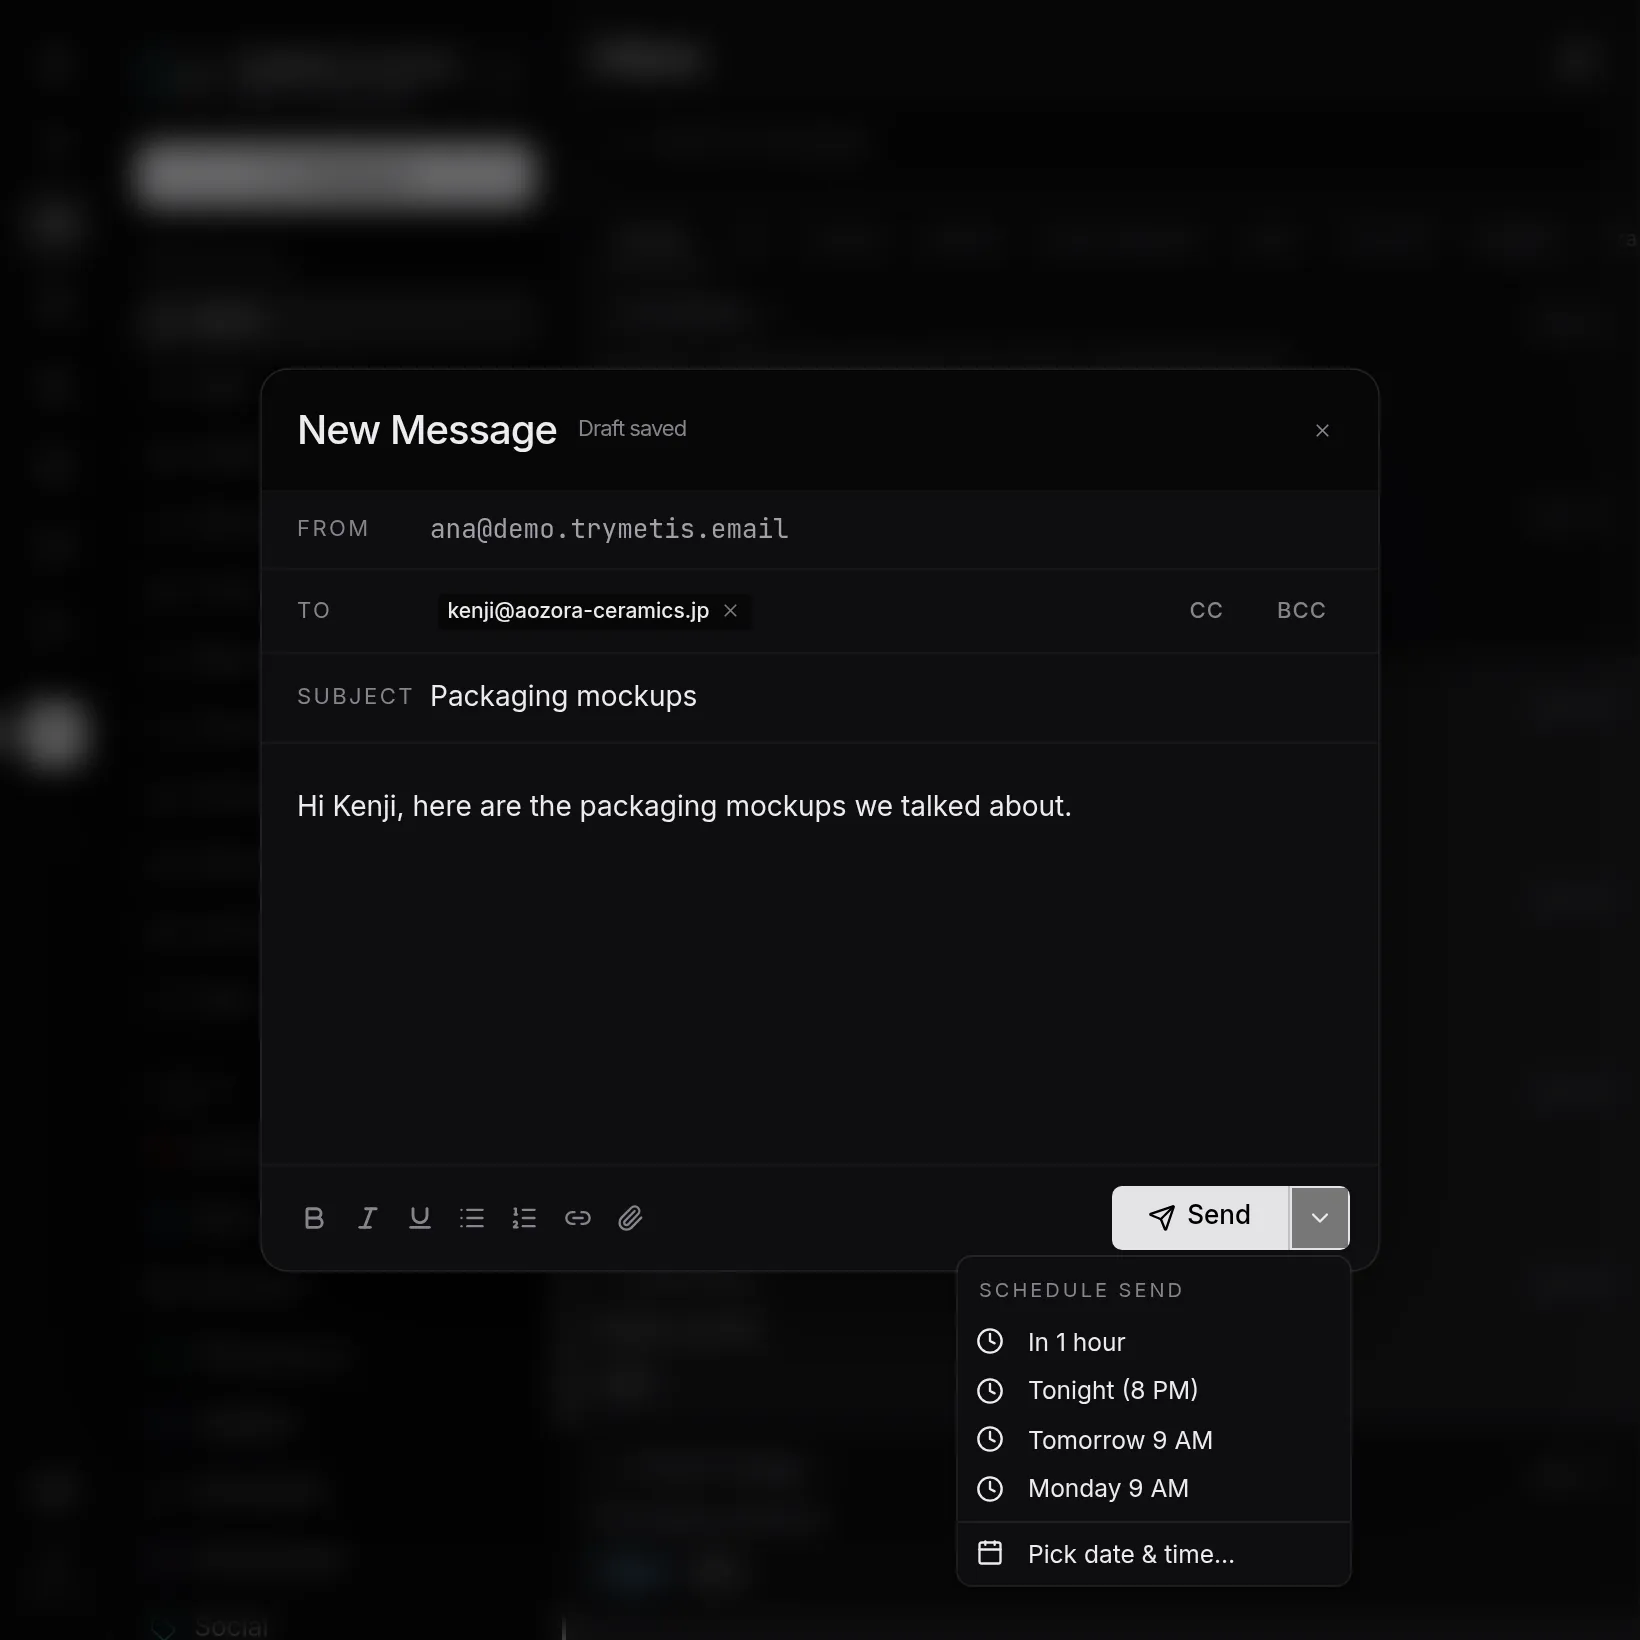 New Message Draft saved
FROM ana@demo.trymetis.email
TO kenji@aozora-ceramics.jp CC BCC
SUBJECT Packaging mockups
Hi Kenji, here are the packaging mockups we talked about.
Send
SCHEDULE SEND
In 1 hour
Tonight (8 PM)
Tomorrow 9 AM
Monday 9 AM
Pick date & time...
Social